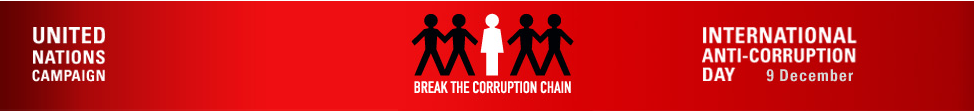 UNITED
NATIONS
CAMPAIGN
BREAK THE CORRUPTION CHAIN
INTERNATIONAL
ANTI-CORRUPTION
DAY 9 December